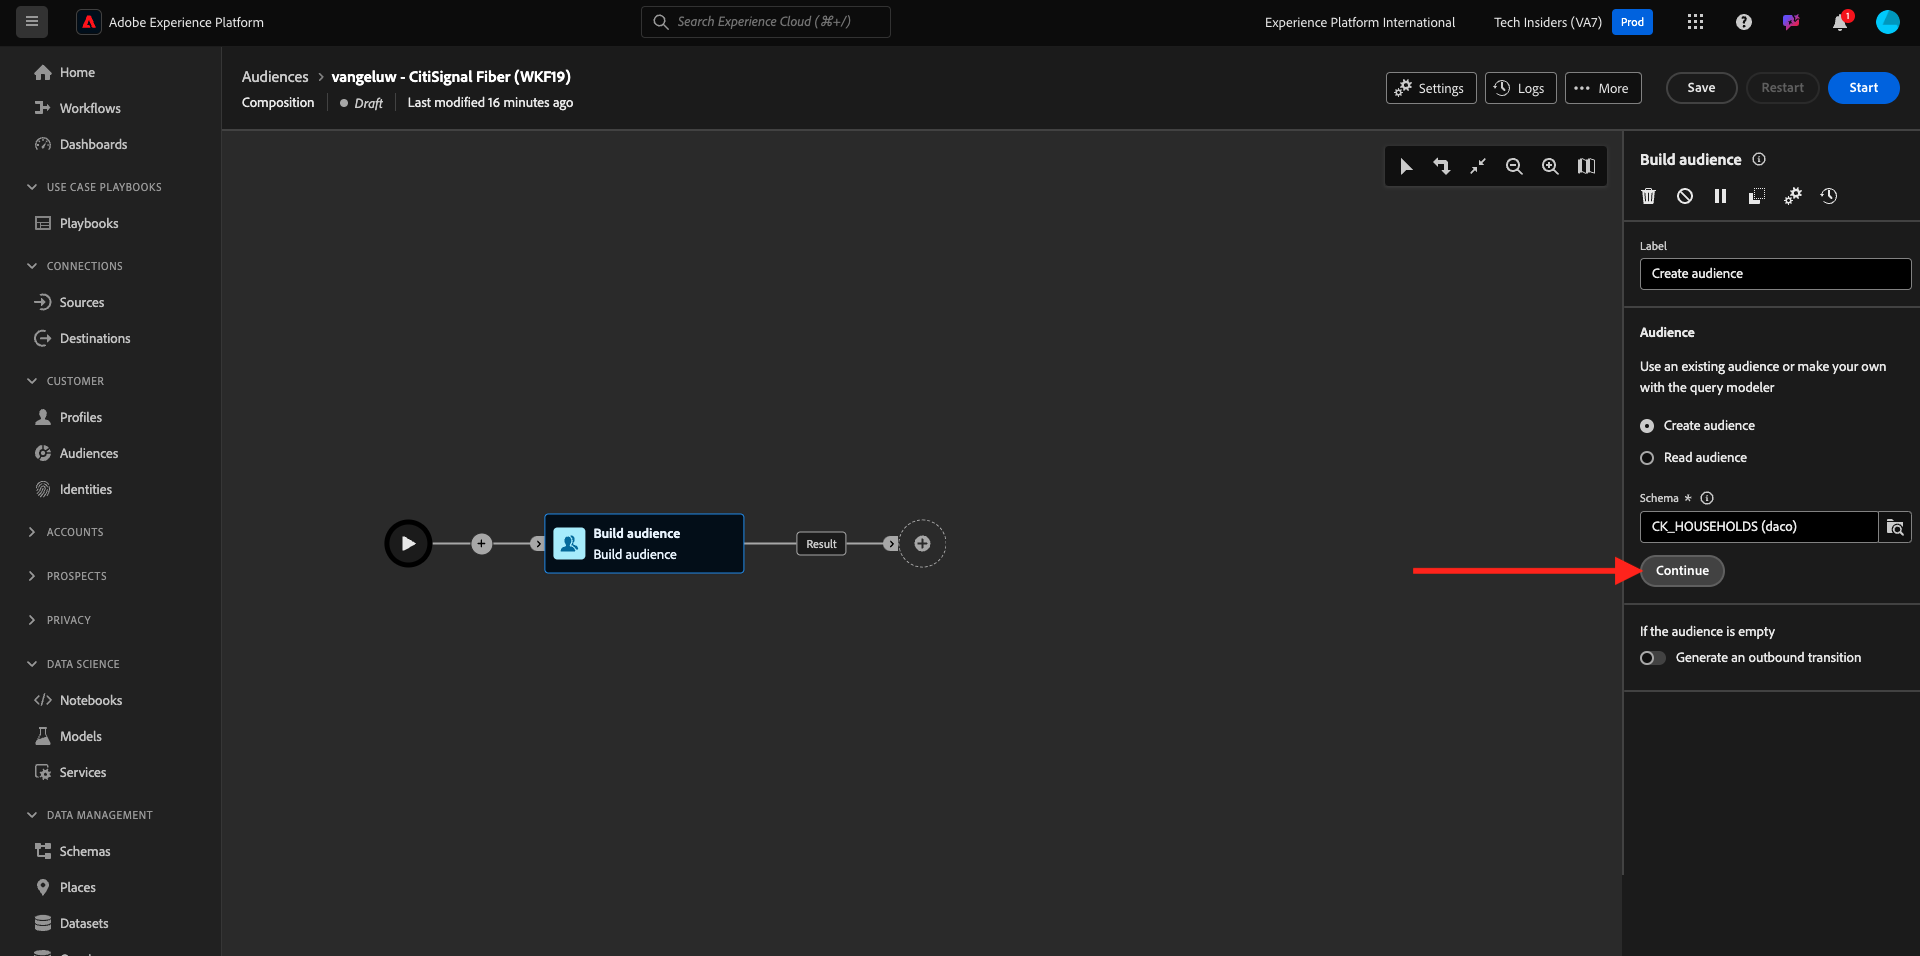 Adobe Experience Platform
Search Experience Cloud (⌘+/)
Experience Platform International
Tech Insiders (VA7)
Prod
1
Home
Workflows
Dashboards
USE CASE PLAYBOOKS
Playbooks
CONNECTIONS
Sources
Destinations
CUSTOMER
Profiles
Audiences
Identities
ACCOUNTS
PROSPECTS
PRIVACY
DATA SCIENCE
Notebooks
Models
Services
DATA MANAGEMENT
Schemas
Places
Datasets
Audiences > vangeluw - CitiSignal Fiber (WKF19)
Composition
Draft
Last modified 16 minutes ago
Settings
Logs
More
Save
Restart
Start
Build audience
Build audience
Result
Build audience
Label
Create audience
Audience
Use an existing audience or make your own
with the query modeler
Create audience
Read audience
Schema *
CK_HOUSEHOLDS (daco)
Continue
If the audience is empty
Generate an outbound transition